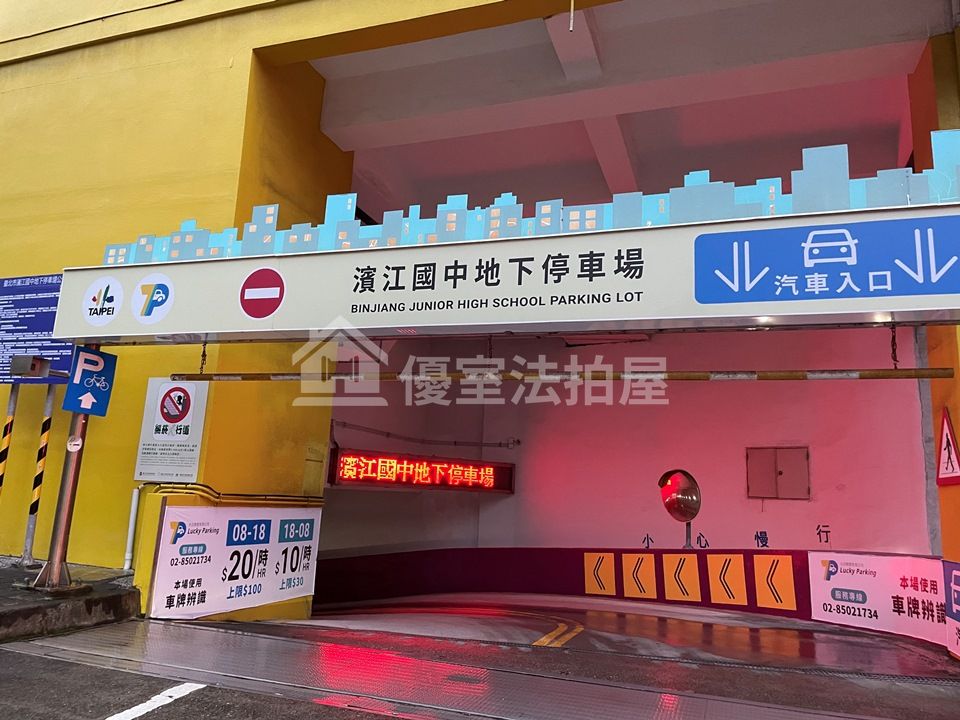 濱江國中地下停車場
BINJIANG JUNIOR HIGH SCHOOL PARKING LOT
汽車入口
TAIPEI
P
優室法拍屋
濱江國中地下停車場
小心慢行
Lucky Parking
服務專線
02-85021734
本場使用
車牌辨識
08-18
$20/時
HR
上限$100
18-08
$10/時
HR
上限$30
Lucky Parking
服務專線
02-85021734
本場使用
車牌辨識